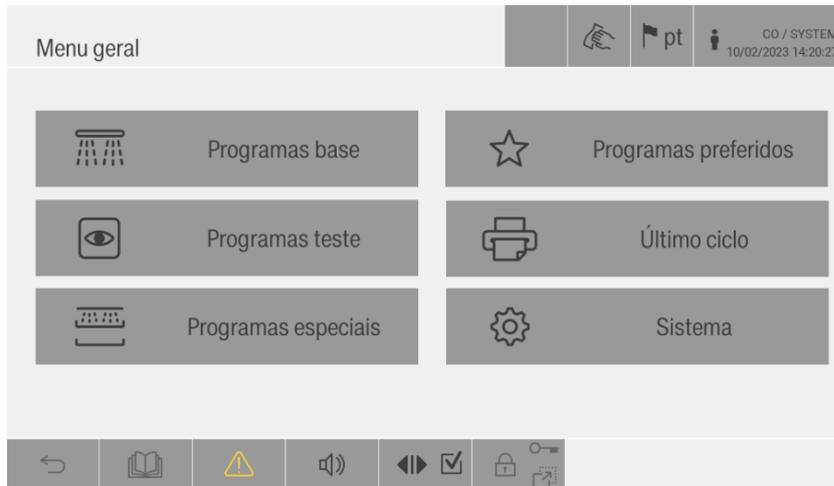 Menu geral
pt
CO / SYSTEM
10/02/2023 14:20:27
Programas base
Programas preferidos
Programas teste
Último ciclo
Programas especiais
Sistema